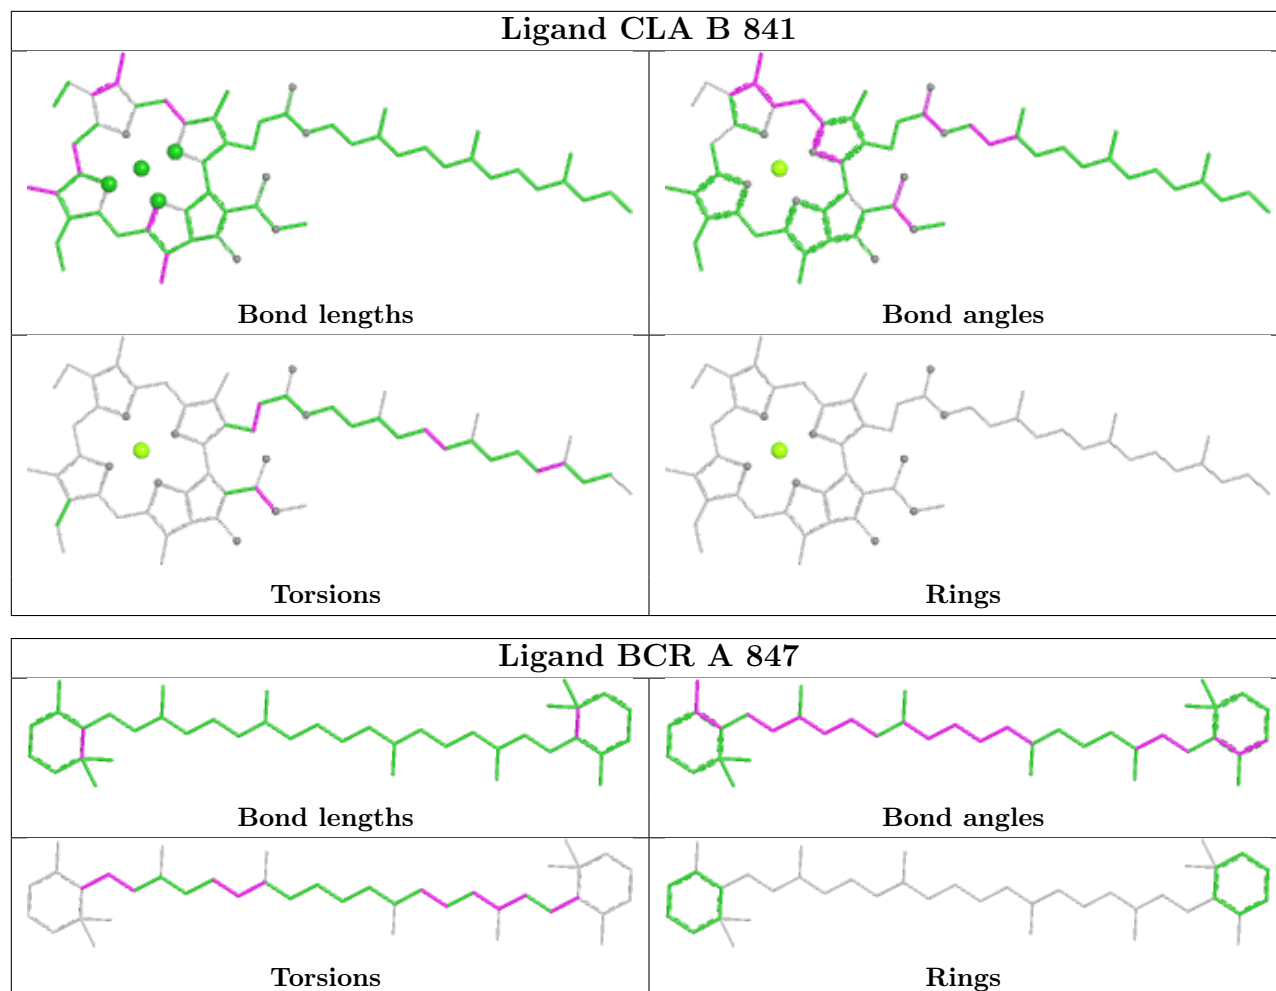 Ligand CLA B 841
Bond lengths
Bond angles
Torsions
Rings
Ligand BCR A 847
Bond lengths
Bond angles
Torsions
Rings